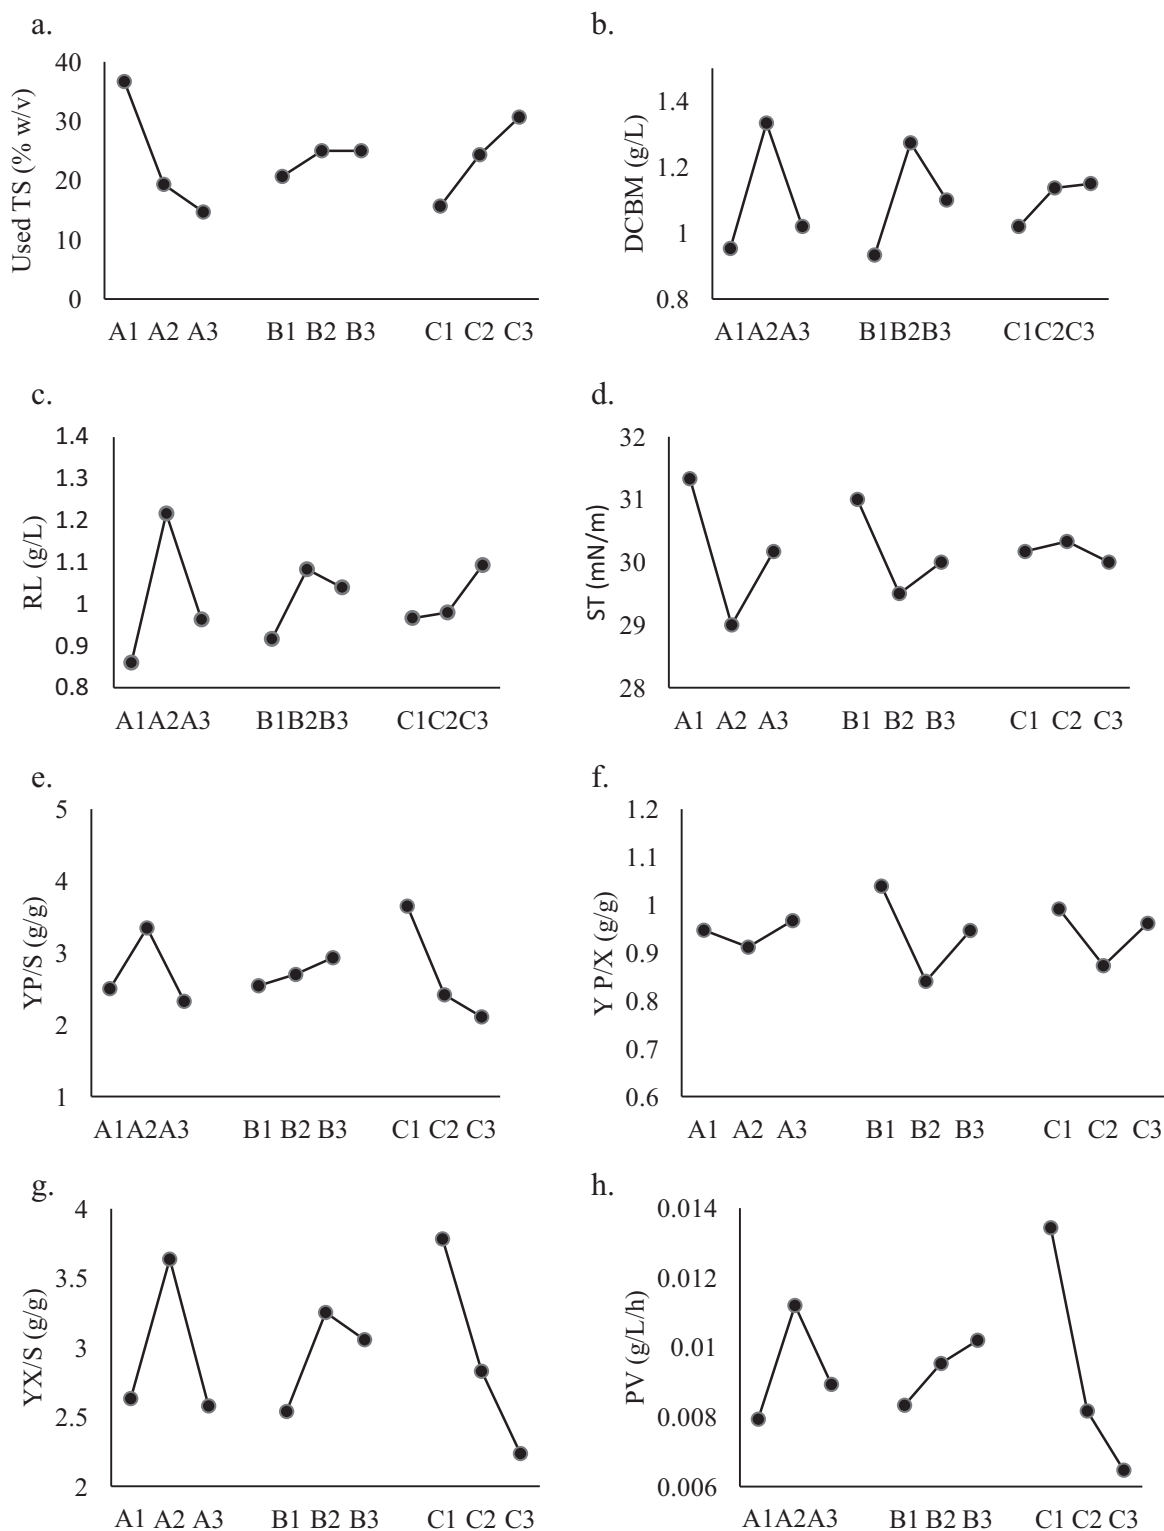 a.
Used TS (% w/v)
40
30
20
10
0
A1 A2 A3 B1 B2 B3 C1 C2 C3
b.
DCBM (g/L)
1.4
1.2
1
0.8
A1A2A3 B1B2B3 C1C2C3
c.
RL (g/L)
1.4
1.3
1.2
1.1
1
0.9
0.8
A1A2A3 B1B2B3 C1C2C3
d.
ST (mN/m)
32
31
30
29
28
A1 A2 A3 B1 B2 B3 C1 C2 C3
e.
YP/S (g/g)
5
4
3
2
1
A1A2A3 B1 B2 B3 C1 C2 C3
f.
Y P/X (g/g)
1.2
1.1
1
0.9
0.8
0.7
0.6
A1 A2 A3 B1 B2 B3 C1 C2 C3
g.
YX/S (g/g)
4
3.5
3
2.5
2
A1 A2 A3 B1 B2 B3 C1 C2 C3
h.
PV (g/L/h)
0.014
0.012
0.01
0.008
0.006
A1A2A3 B1 B2 B3 C1 C2 C3